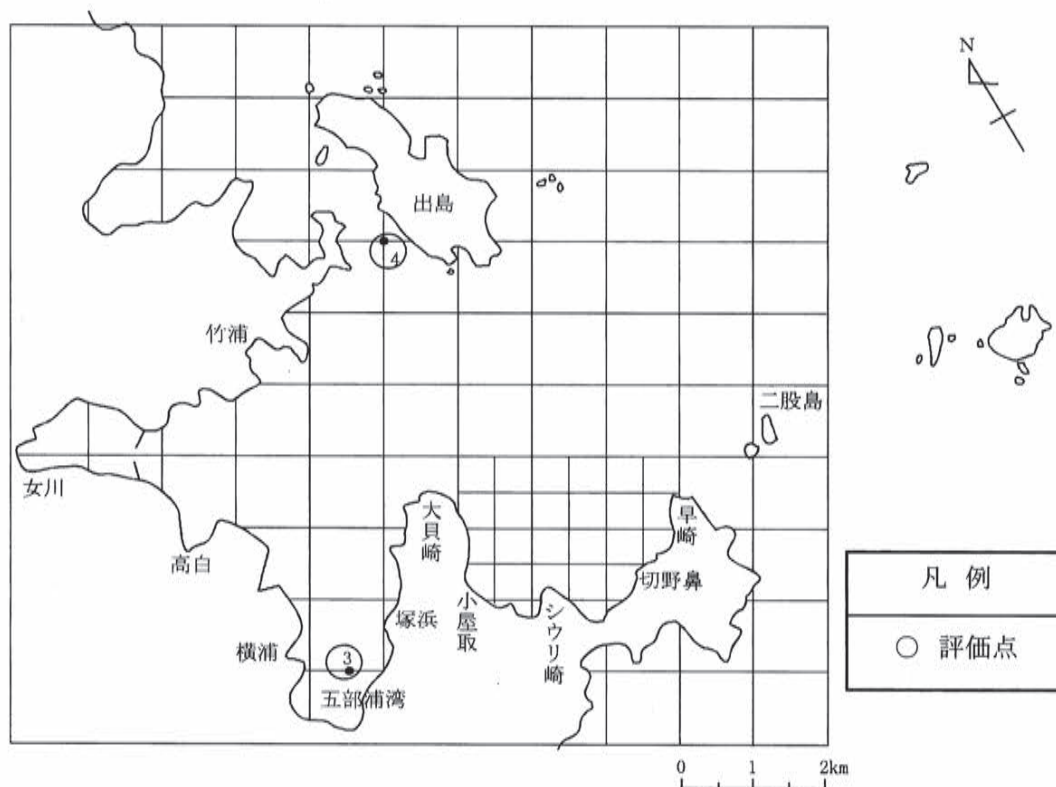 N
出島
4
竹浦
二股島
女川
大貝崎
早崎
高白
切野鼻
塚浜
小屋取
シウリ崎
横浦
3
五部浦湾
凡例
○ 評価点
0 1 2km